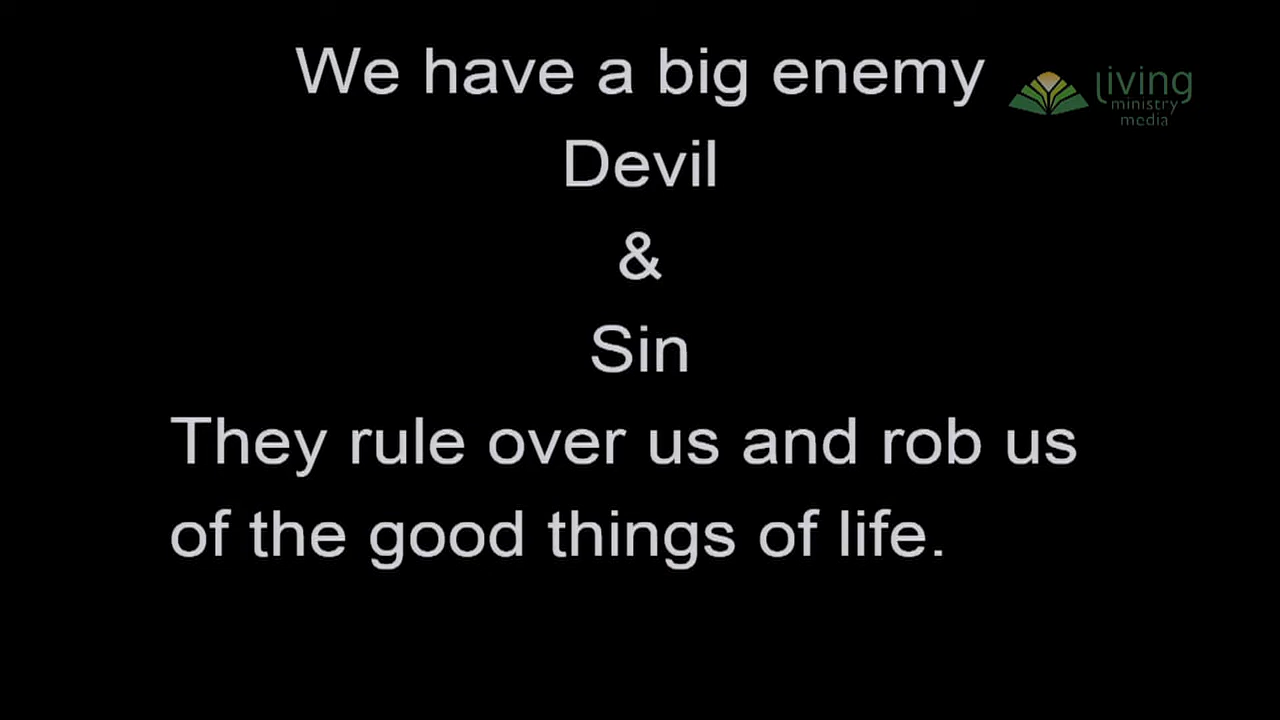 We have a big enemy
Living
ministry
media
Devil
&
Sin
They rule over us and rob us
of the good things of life.